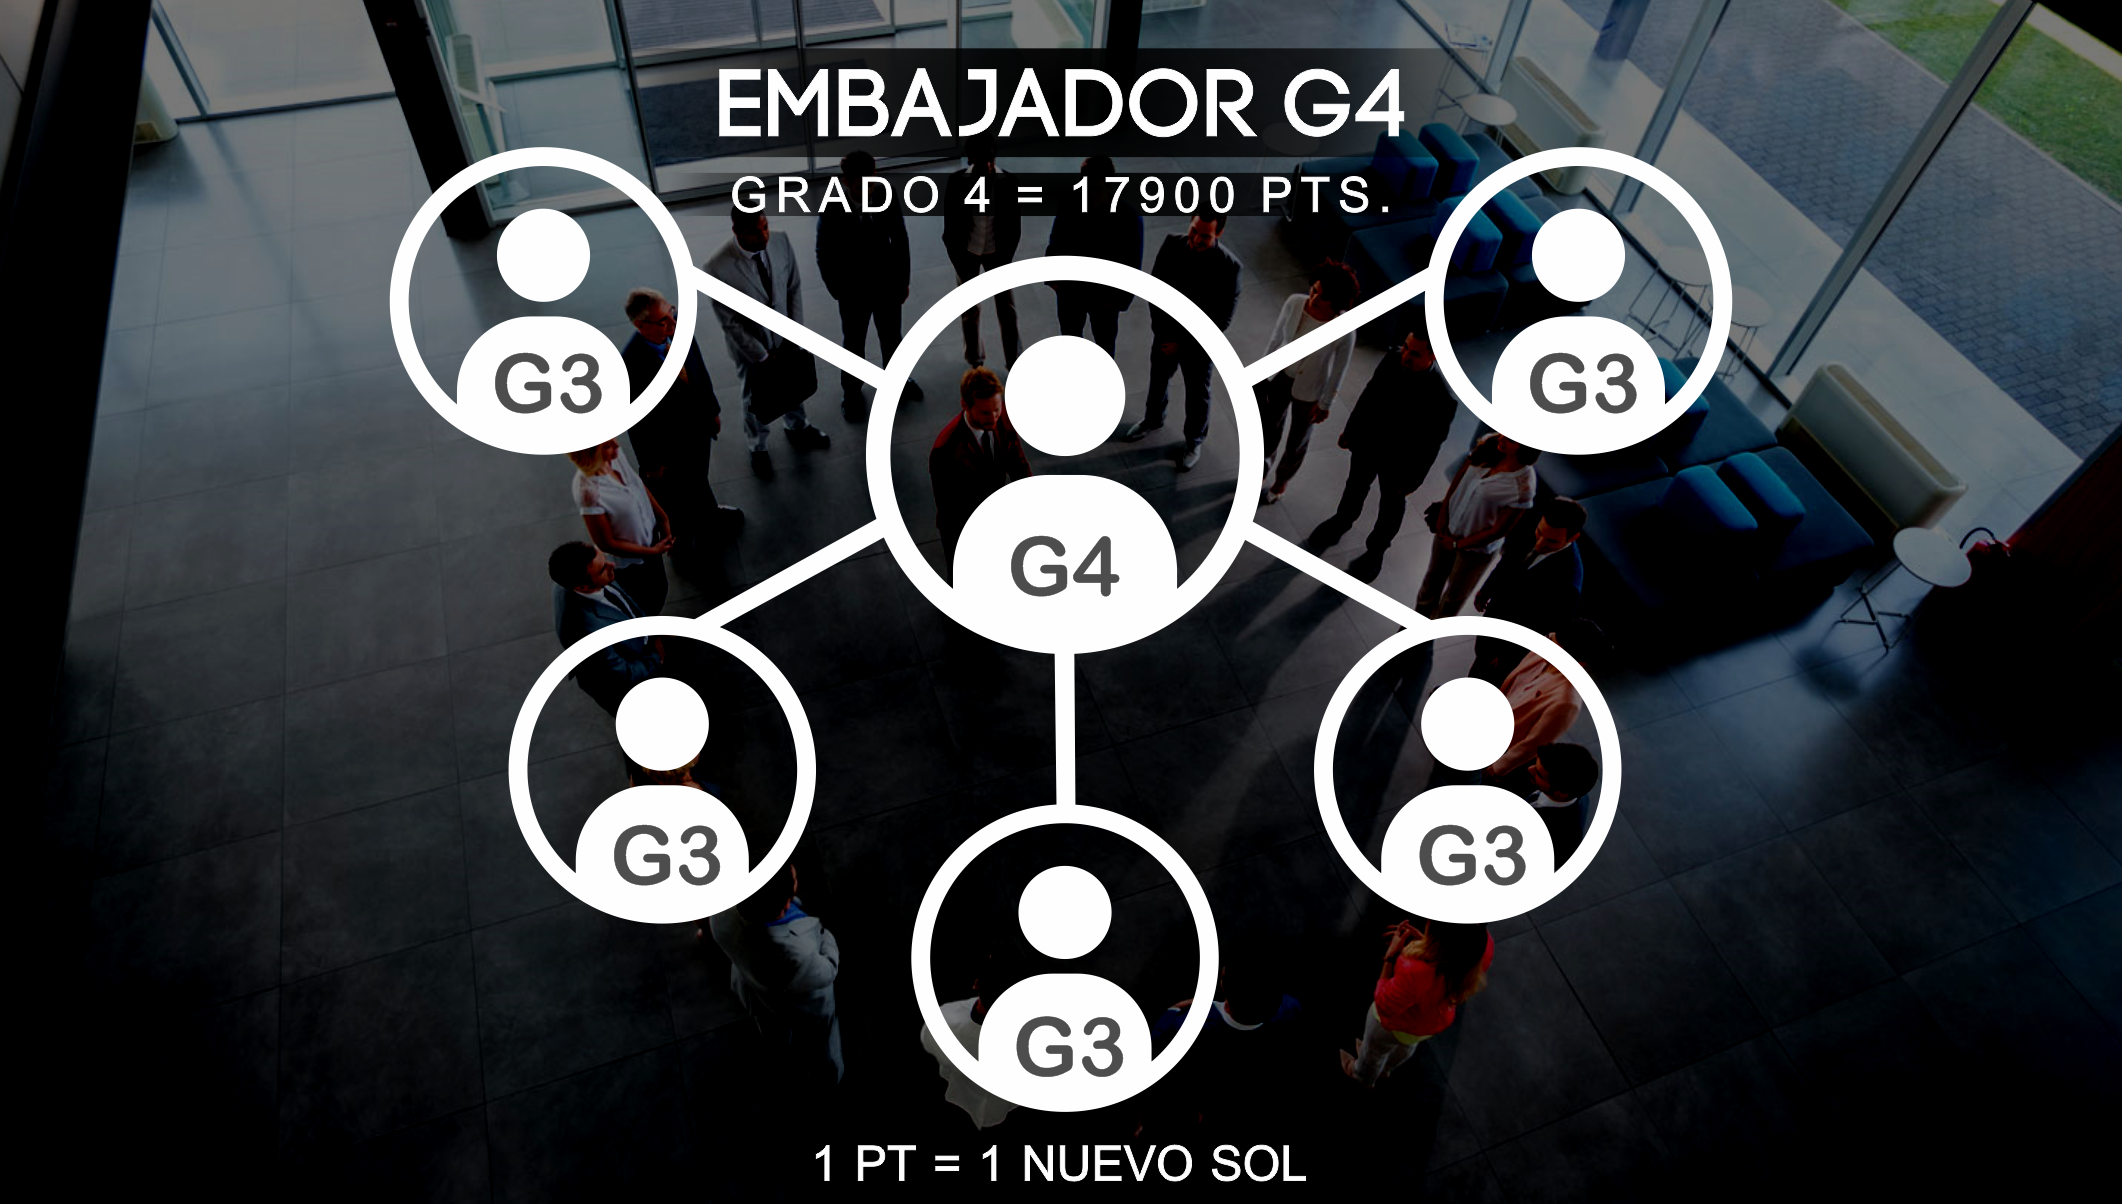 EMBAJADOR G4
GRADO 4 = 17900 PTS.
G3
G3
G4
G3
G3
G3
1 PT = 1 NUEVO SOL